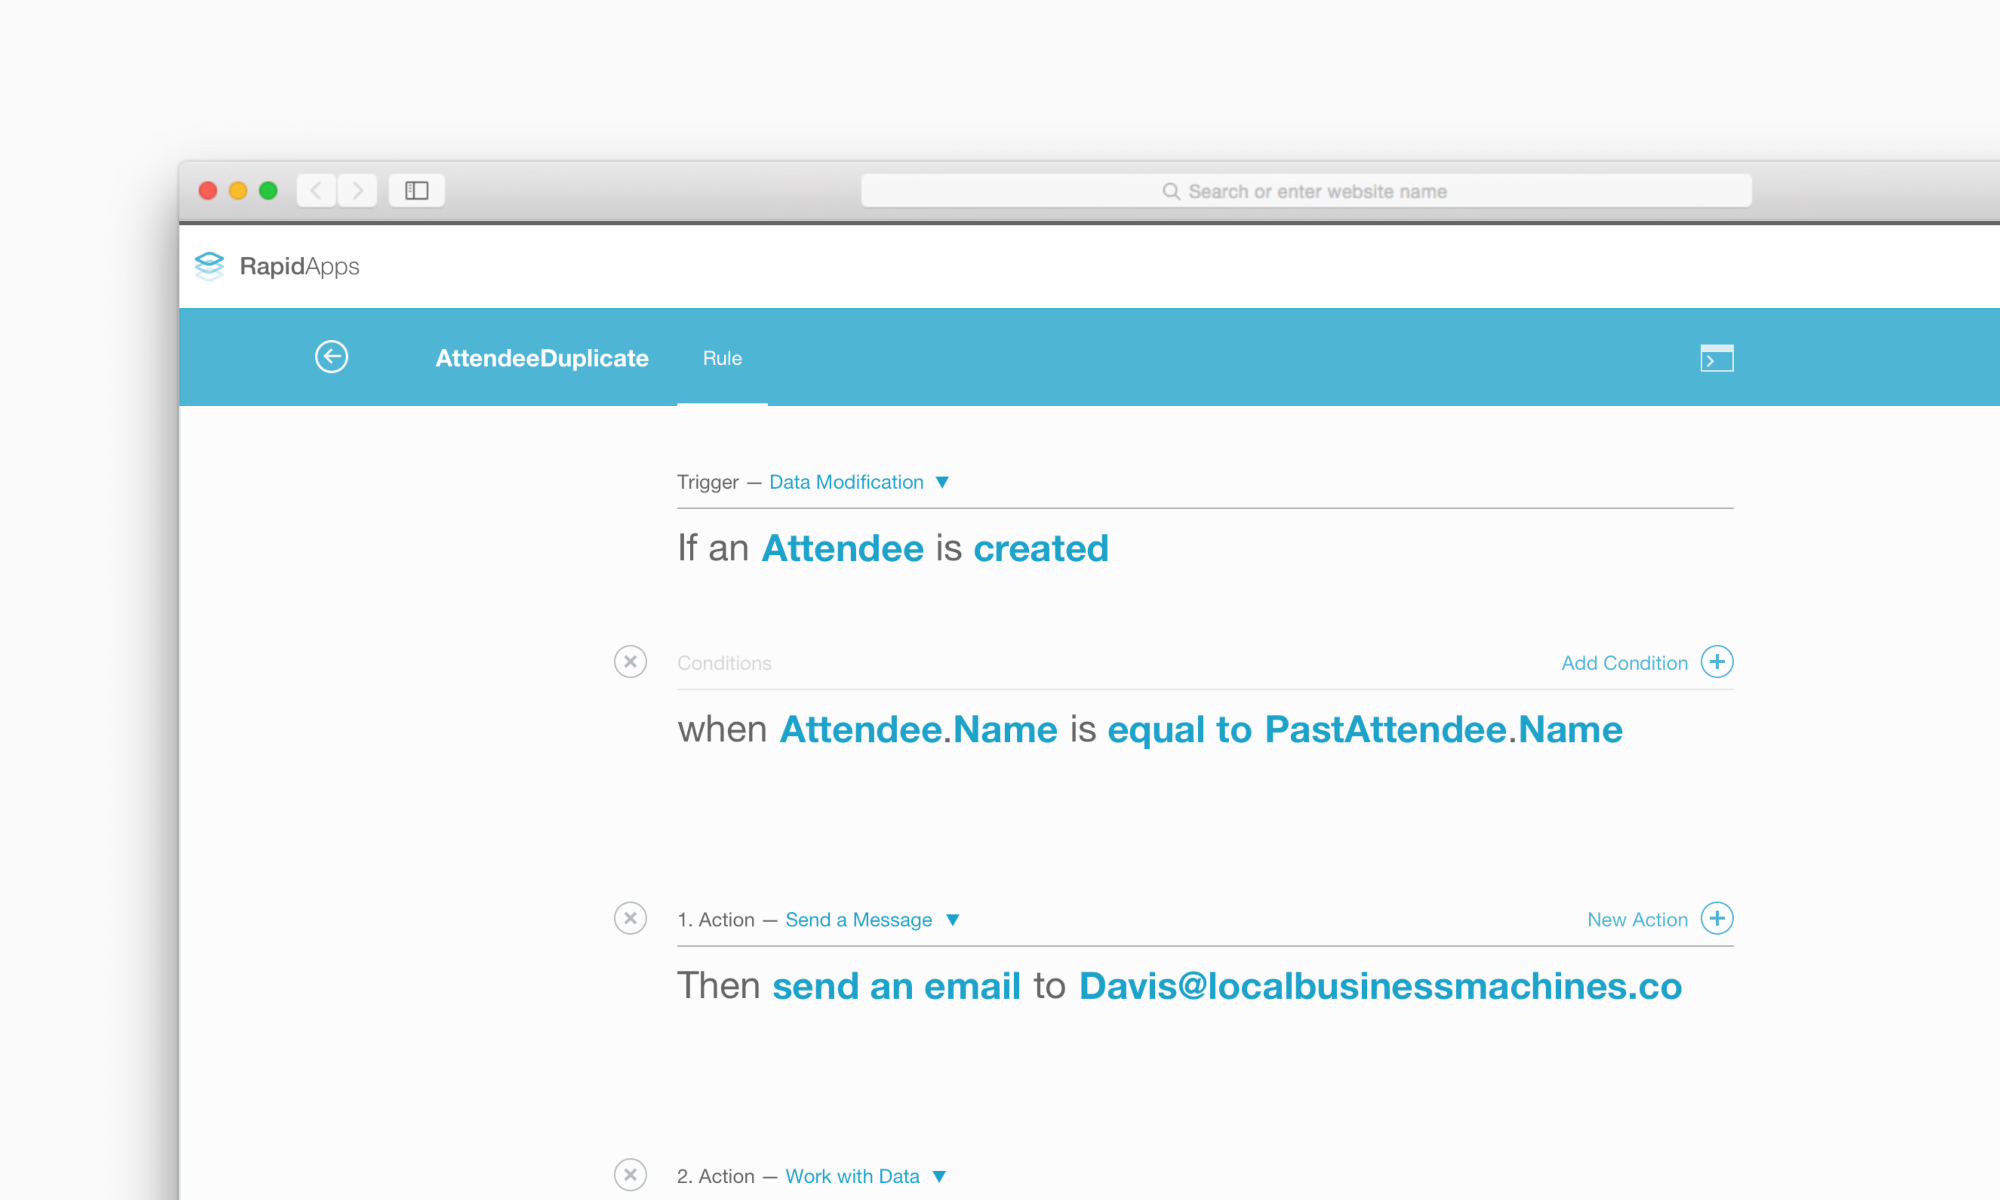 Search or enter website name
RapidApps
AttendeeDuplicate Rule
Trigger — Data Modification ▼
If an Attendee is created
Conditions Add Condition
when Attendee.Name is equal to PastAttendee.Name
1. Action — Send a Message ▼ New Action
Then send an email to Davis@localbusinessmachines.co
2. Action — Work with Data ▼